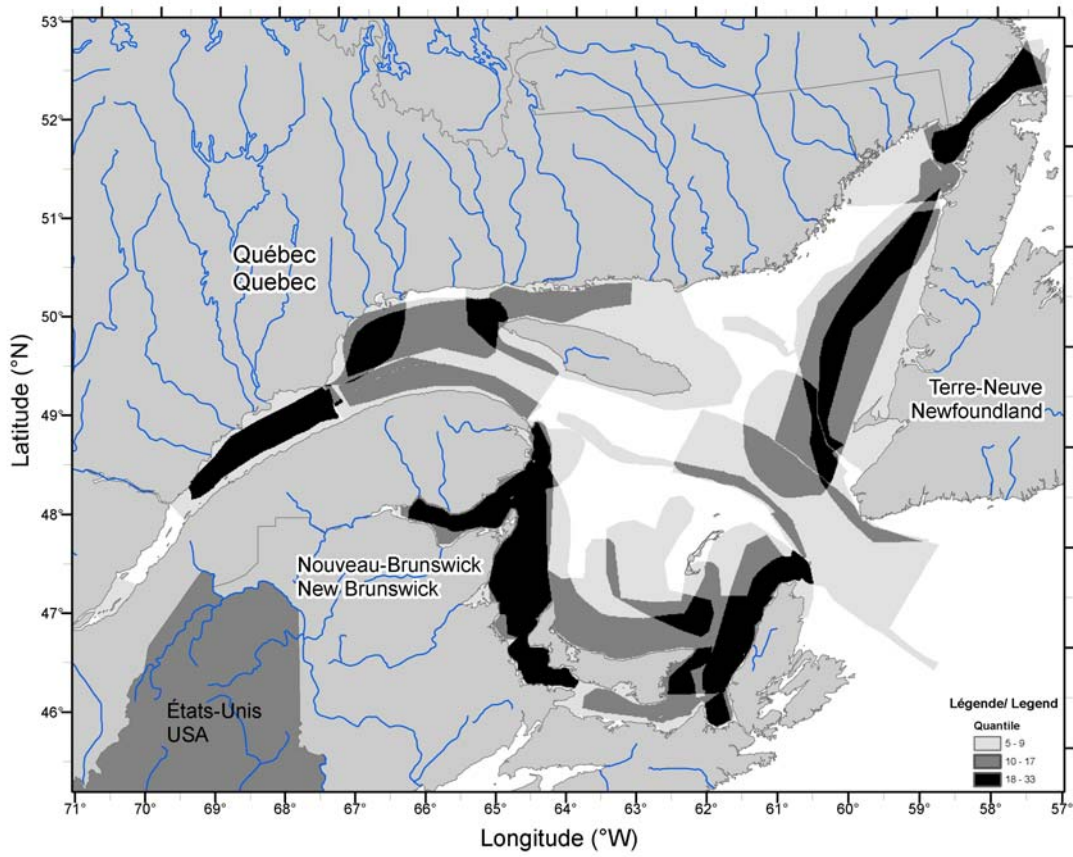 53°
52°
51°
50°
49°
48°
47°
46°
Latitude (°N)
Québec
Quebec
Terre-Neuve
Newfoundland
Nouveau-Brunswick
New Brunswick
États-Unis
USA
Légende/ Legend
Quantile
5 - 9
10 - 17
18 - 33
71° 70° 69° 68° 67° 66° 65° 64° 63° 62° 61° 60° 59° 58° 57°
Longitude (°W)